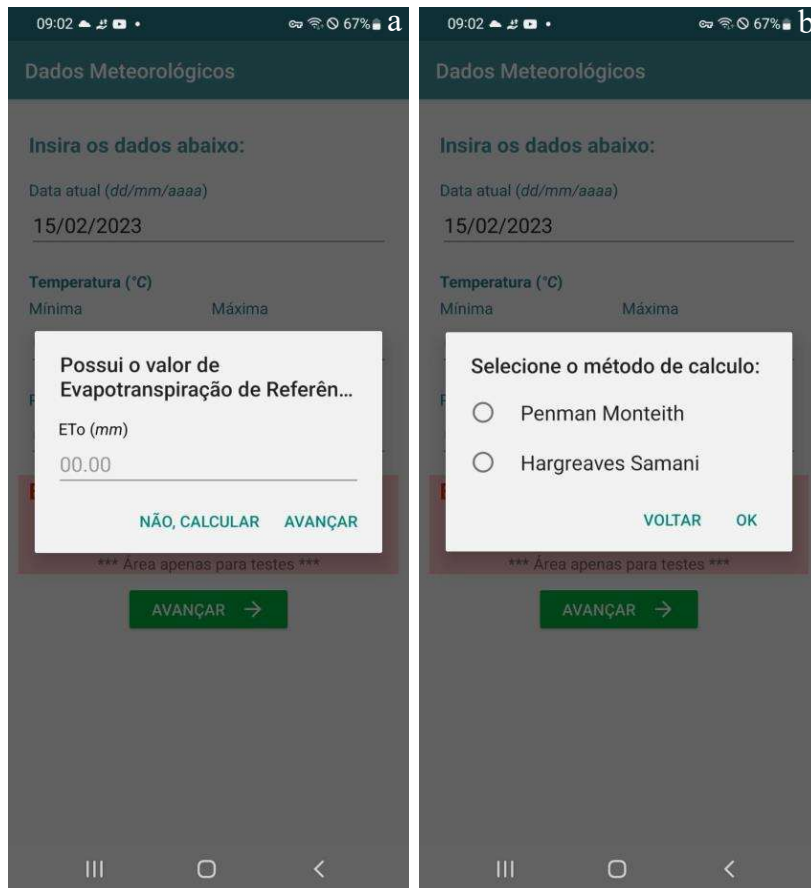 09:02 67% a
Dados Meteorológicos
Insira os dados abaixo:
Data atual (dd/mm/aaaa)
15/02/2023
Temperatura (°C)
Mínima Máxima
Possui o valor de
Evapotranspiração de Referên...
ETo (mm)
00.00
NÃO, CALCULAR AVANÇAR
*** Área apenas para testes ***
AVANÇAR
09:02 67% b
Dados Meteorológicos
Insira os dados abaixo:
Data atual (dd/mm/aaaa)
15/02/2023
Temperatura (°C)
Mínima Máxima
Selecione o método de calculo:
Penman Monteith
Hargreaves Samani
VOLTAR OK
*** Área apenas para testes ***
AVANÇAR